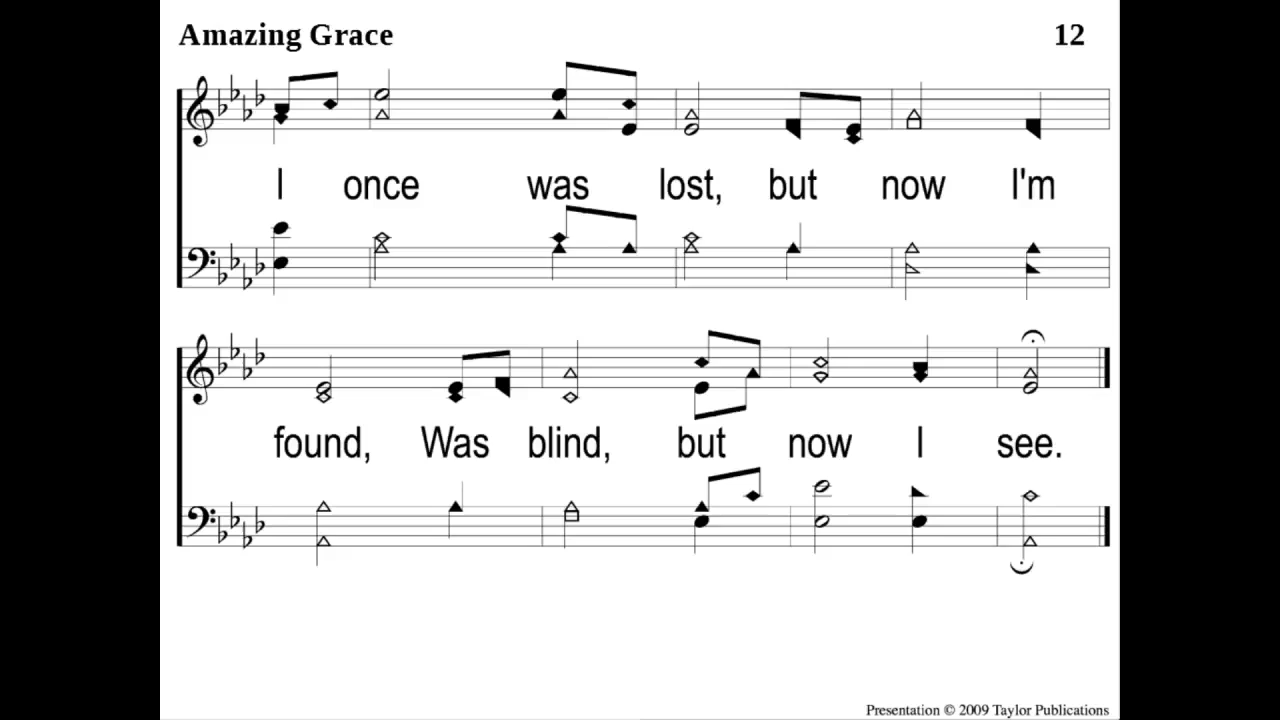 Amazing Grace 12
I once was lost, but now I'm
found, Was blind, but now I see.
Presentation © 2009 Taylor Publications